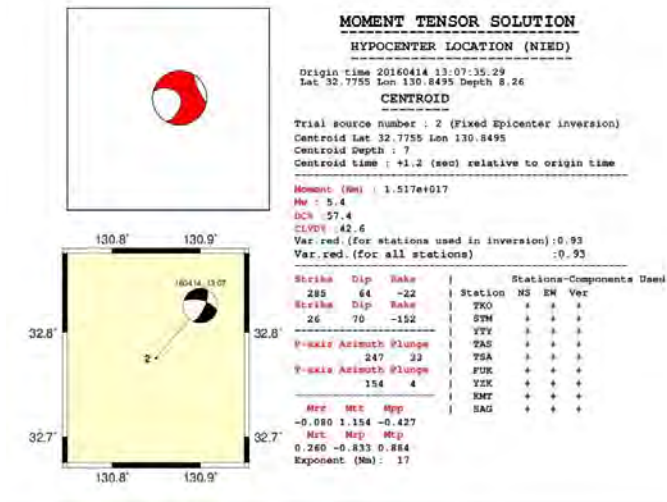 MOMENT TENSOR SOLUTION
HYPOCENTER LOCATION (NIED)
Origin time 20160414 13:07:35.29
Lat 32.7755 Lon 130.8495 Depth 8.26
CENTROID
Trial source number : 2 (Fixed Epicenter inversion)
Centroid Lat 32.7755 Lon 130.8495
Centroid Depth : 7
Centroid time : +1.2 (sec) relative to origin time
Moment (Nm) : 1.517e+017
Mw : 5.4
DC% :57.4
CLVD% :42.6
Var.red.(for stations used in inversion):0.93
Var.red.(for all stations) :0.93
Strike Dip Rake
285 64 -22
Strike Dip Rake
26 70 -152
P-axis Azimuth Plunge
247 33
T-axis Azimuth Plunge
154 4
Mrr Mtt Mpp
-0.080 1.154 -0.427
Mrt Mrp Mtp
0.260 -0.833 0.884
Exponent (Nm): 17
| Stations-Components Used
| Station NS EW Ver
| TKO + + +
| STM + + +
| YTY + + +
| TAS + + +
| TSA + + +
| FUK + + +
| YZK + + +
| KMT + + +
| SAG + + +
130.8° 130.9°
160414 13:07
32.8° 32.8°
2
32.7° 32.7°
130.8° 130.9°